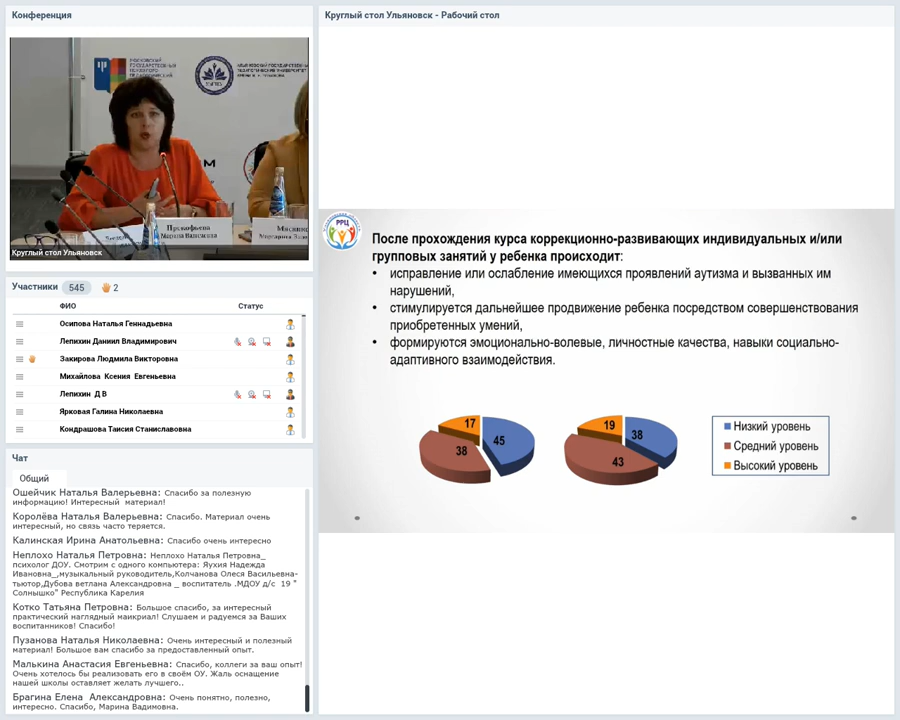 Конференция
МОСКОВСКИЙ
ГОСУДАРСТВЕННЫЙ
Прокофьева
Марина Вадимовна
Круглый стол Ульяновск
Участники 545 2
ФИО Статус
Осипова Наталья Геннадьевна
Лепихин Даниил Владимирович
Закирова Людмила Викторовна
Михайлова Ксения Евгеньевна
Лепихин Д В
Ярковая Галина Николаевна
Кондрашова Таисия Станиславовна
Чат
Общий
Ошейчик Наталья Валерьевна: Спасибо за полезную
информацию! Интересный материал!
Королёва Наталья Валерьевна: Спасибо. Материал очень
интересный, но связь часто теряется.
Калинская Ирина Анатольевна: Спасибо очень интересно
Неплохо Наталья Петровна: Неплохо Наталья Петровна_
психолог ДОУ. Смотрим с одного компьютера: Яухия Надежда
Ивановна_,музыкальный руководитель,Колчанова Олеся Васильевна-
тьютор,Дубова ветлана Александровна _ воспитатель .МДОУ д/с 19 "
Солнышко" Республика Карелия
Котко Татьяна Петровна: Большое спасибо, за интересный
практический наглядный маикриал! Слушаем и радуемся за Ваших
воспитанников! Спасибо!
Пузанова Наталья Николаевна: Очень интересный и полезный
материал! Большое вам спасибо за предоставленный опыт.
Малькина Анастасия Евгеньевна: Спасибо, коллеги за ваш опыт!
Очень хотелось бы реализовать его в своём ОУ. Жаль оснащение
нашей школы оставляет желать лучшего..
Брагина Елена Александровна: Очень понятно, полезно,
интересно. Спасибо, Марина Вадимовна.
Круглый стол Ульяновск - Рабочий стол
РРЦ
После прохождения курса коррекционно-развивающих индивидуальных и/или
групповых занятий у ребенка происходит:
• исправление или ослабление имеющихся проявлений аутизма и вызванных им
нарушений,
• стимулируется дальнейшее продвижение ребенка посредством совершенствования
приобретенных умений,
• формируются эмоционально-волевые, личностные качества, навыки социально-
адаптивного взаимодействия.
17 45 38
19 38 43
Низкий уровень
Средний уровень
Высокий уровень